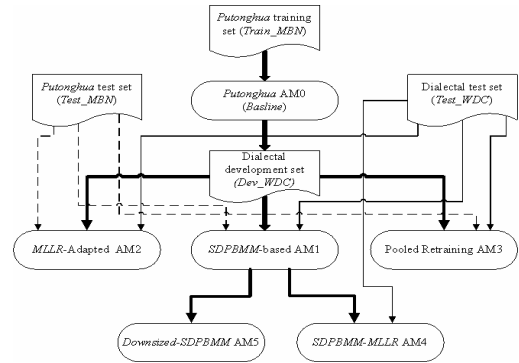 Putonghua training
set (Train_MBN)
Putonghua test set
(Test_MBN)
Putonghua AM0
(Basline)
Dialectal test set
(Test_WDC)
Dialectal
development set
(Dev_WDC)
MLLR-Adapted AM2
SDPBMM-based AM1
Pooled Retraining AM3
Downsized-SDPBMM AM5
SDPBMM-MLLR AM4